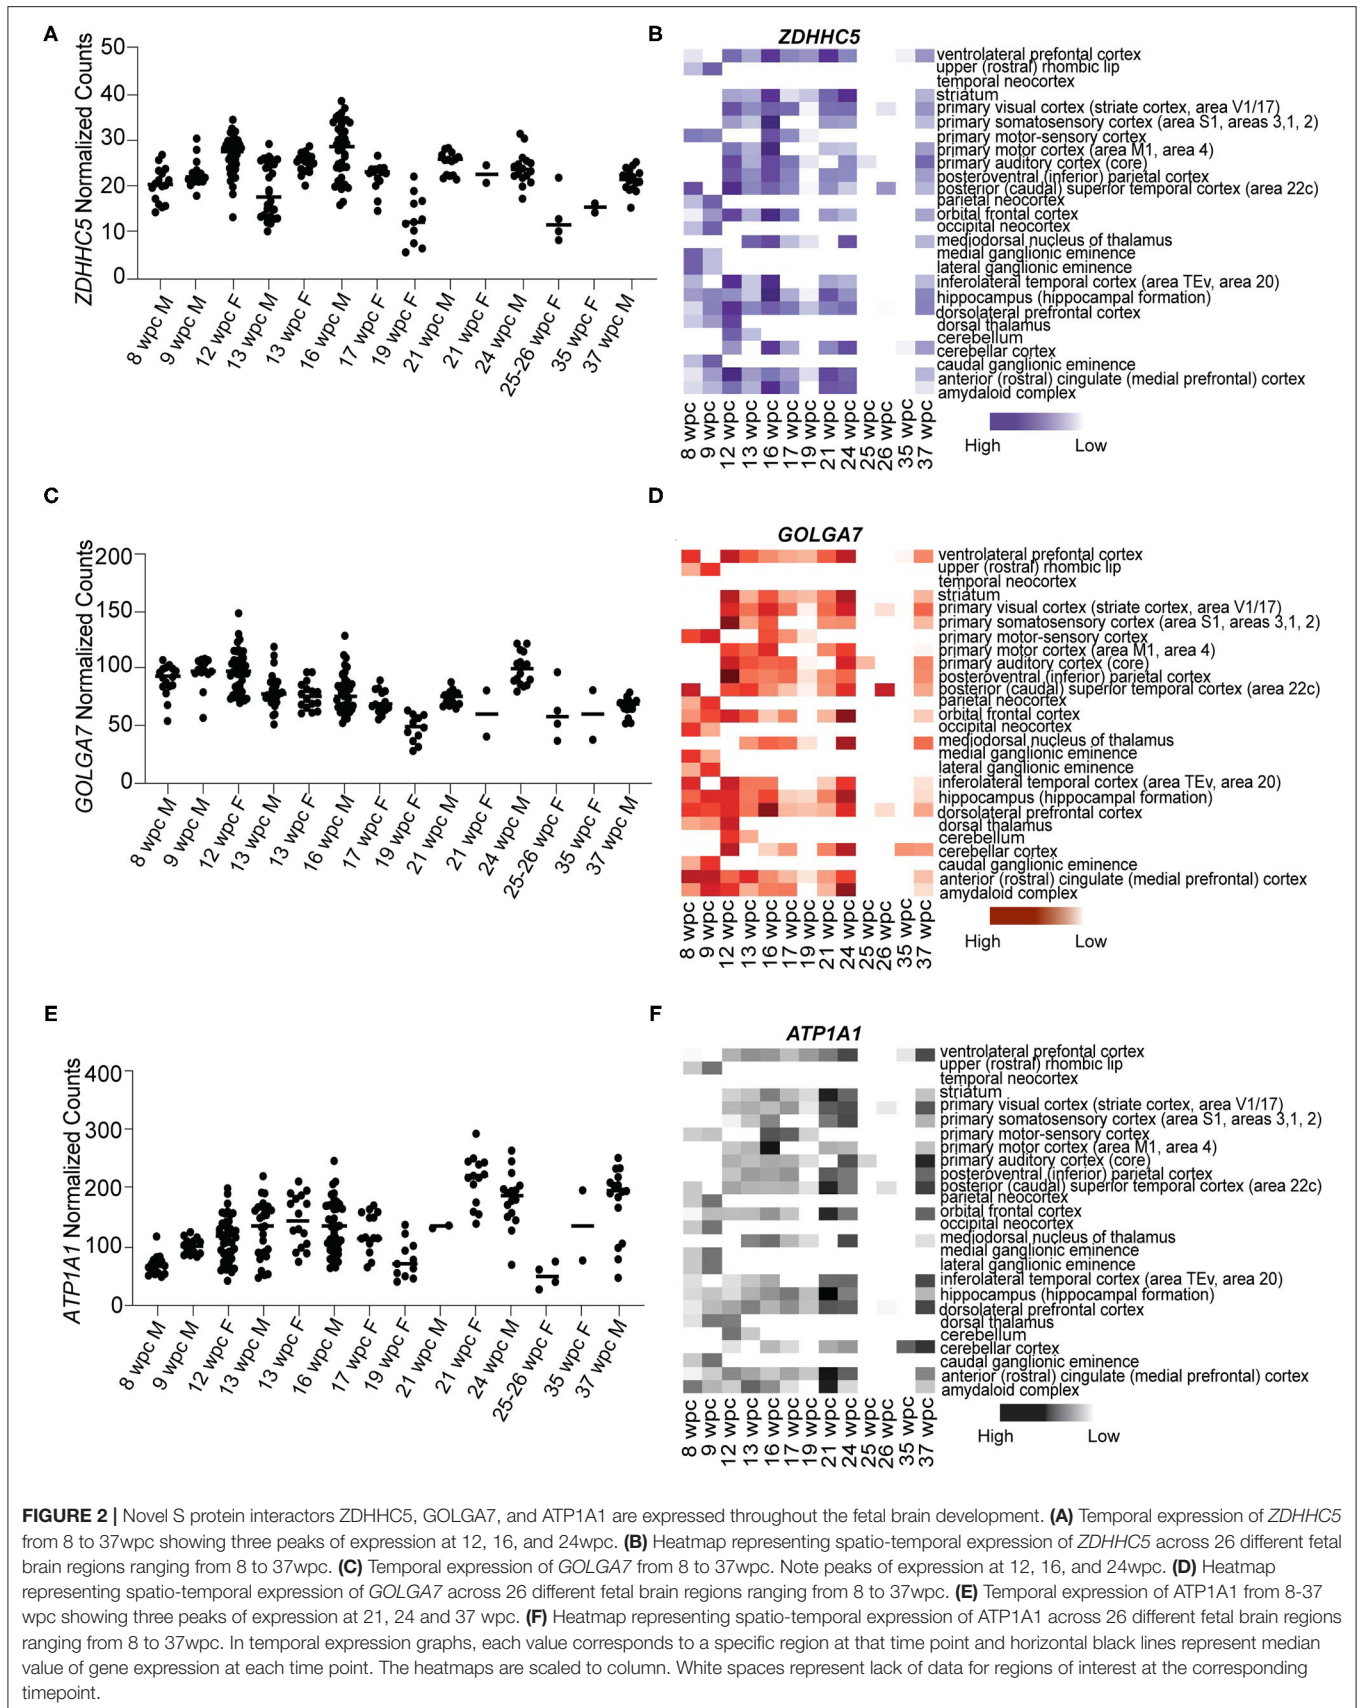 A
ZDHHC5 Normalized Counts
50
40
30
20
10
0
8 wpc M
9 wpc M
12 wpc F
13 wpc M
13 wpc F
16 wpc M
17 wpc F
19 wpc F
21 wpc M
21 wpc F
24 wpc M
25-26 wpc F
35 wpc F
37 wpc M
B
ZDHHC5
ventrolateral prefontal cortex
upper (rostral) rhombic lip
temporal neocortex
striatum
primary visual cortex (striate cortex, area V1/17)
primary somatosensory cortex (area S1, areas 3,1, 2)
primary motor-sensory cortex
primary motor cortex (area M1, area 4)
primary auditory cortex (core)
posteroventral (inferior) parietal cortex
posterior (caudal) superior temporal cortex (area 22c)
parietal neocortex
orbital frontal cortex
occipital neocortex
mediodorsal nucleus of thalamus
medial ganglionic eminence
lateral ganglionic eminence
inferolateral temporal cortex (area TEv, area 20)
hippocampus (hippocampal formation)
dorsolateral prefrontal cortex
dorsal thalamus
cerebellum
cerebellar cortex
caudal ganglionic eminence
anterior (rostral) cingulate (medial prefrontal) cortex
amydaloid complex
8 wpc
9 wpc
12 wpc
13 wpc
16 wpc
17 wpc
19 wpc
21 wpc
24 wpc
25 wpc
26 wpc
35 wpc
37 wpc
High Low
C
GOLGA7 Normalized Counts
200
150
100
50
0
8 wpc M
9 wpc M
12 wpc F
13 wpc M
13 wpc F
16 wpc M
17 wpc F
19 wpc F
21 wpc M
21 wpc F
24 wpc M
25-26 wpc F
35 wpc F
37 wpc M
D
GOLGA7
ventrolateral prefontal cortex
upper (rostral) rhombic lip
temporal neocortex
striatum
primary visual cortex (striate cortex, area V1/17)
primary somatosensory cortex (area S1, areas 3,1, 2)
primary motor-sensory cortex
primary motor cortex (area M1, area 4)
primary auditory cortex (core)
posteroventral (inferior) parietal cortex
posterior (caudal) superior temporal cortex (area 22c)
parietal neocortex
orbital frontal cortex
occipital neocortex
mediodorsal nucleus of thalamus
medial ganglionic eminence
lateral ganglionic eminence
inferolateral temporal cortex (area TEv, area 20)
hippocampus (hippocampal formation)
dorsolateral prefrontal cortex
dorsal thalamus
cerebellum
cerebellar cortex
caudal ganglionic eminence
anterior (rostral) cingulate (medial prefrontal) cortex
amydaloid complex
8 wpc
9 wpc
12 wpc
13 wpc
16 wpc
17 wpc
19 wpc
21 wpc
24 wpc
25 wpc
26 wpc
35 wpc
37 wpc
High Low
E
ATP1A1 Normalized Counts
400
300
200
100
0
8 wpc M
9 wpc M
12 wpc F
13 wpc M
13 wpc F
16 wpc M
17 wpc F
19 wpc F
21 wpc M
21 wpc F
24 wpc M
25-26 wpc F
35 wpc F
37 wpc M
F
ATP1A1
ventrolateral prefontal cortex
upper (rostral) rhombic lip
temporal neocortex
striatum
primary visual cortex (striate cortex, area V1/17)
primary somatosensory cortex (area S1, areas 3,1, 2)
primary motor-sensory cortex
primary motor cortex (area M1, area 4)
primary auditory cortex (core)
posteroventral (inferior) parietal cortex
posterior (caudal) superior temporal cortex (area 22c)
parietal neocortex
orbital frontal cortex
occipital neocortex
mediodorsal nucleus of thalamus
medial ganglionic eminence
lateral ganglionic eminence
inferolateral temporal cortex (area TEv, area 20)
hippocampus (hippocampal formation)
dorsolateral prefrontal cortex
dorsal thalamus
cerebellum
cerebellar cortex
caudal ganglionic eminence
anterior (rostral) cingulate (medial prefrontal) cortex
amydaloid complex
8 wpc
9 wpc
12 wpc
13 wpc
16 wpc
17 wpc
19 wpc
21 wpc
24 wpc
25 wpc
26 wpc
35 wpc
37 wpc
High Low
FIGURE 2 | Novel S protein interactors ZDHHC5, GOLGA7, and ATP1A1 are expressed throughout the fetal brain development. (A) Temporal expression of ZDHHC5
from 8 to 37wpc showing three peaks of expression at 12, 16, and 24wpc. (B) Heatmap representing spatio-temporal expression of ZDHHC5 across 26 different fetal
brain regions ranging from 8 to 37wpc. (C) Temporal expression of GOLGA7 from 8 to 37wpc. Note peaks of expression at 12, 16, and 24wpc. (D) Heatmap
representing spatio-temporal expression of GOLGA7 across 26 different fetal brain regions ranging from 8 to 37wpc. (E) Temporal expression of ATP1A1 from 8-37
wpc showing three peaks of expression at 21, 24 and 37 wpc. (F) Heatmap representing spatio-temporal expression of ATP1A1 across 26 different fetal brain regions
ranging from 8 to 37wpc. In temporal expression graphs, each value corresponds to a specific region at that time point and horizontal black lines represent median
value of gene expression at each time point. The heatmaps are scaled to column. White spaces represent lack of data for regions of interest at the corresponding
timepoint.